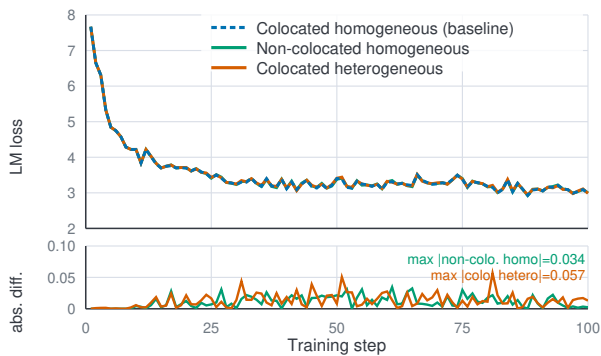 8
7
6
5
4
3
2
LM loss
Colocated homogeneous (baseline)
Non-colocated homogeneous
Colocated heterogeneous
0.10
0.05
0
abs. diff.
max |non-colo. homo|=0.034
max |colo. hetero|=0.057
0
25
50
75
100
Training step